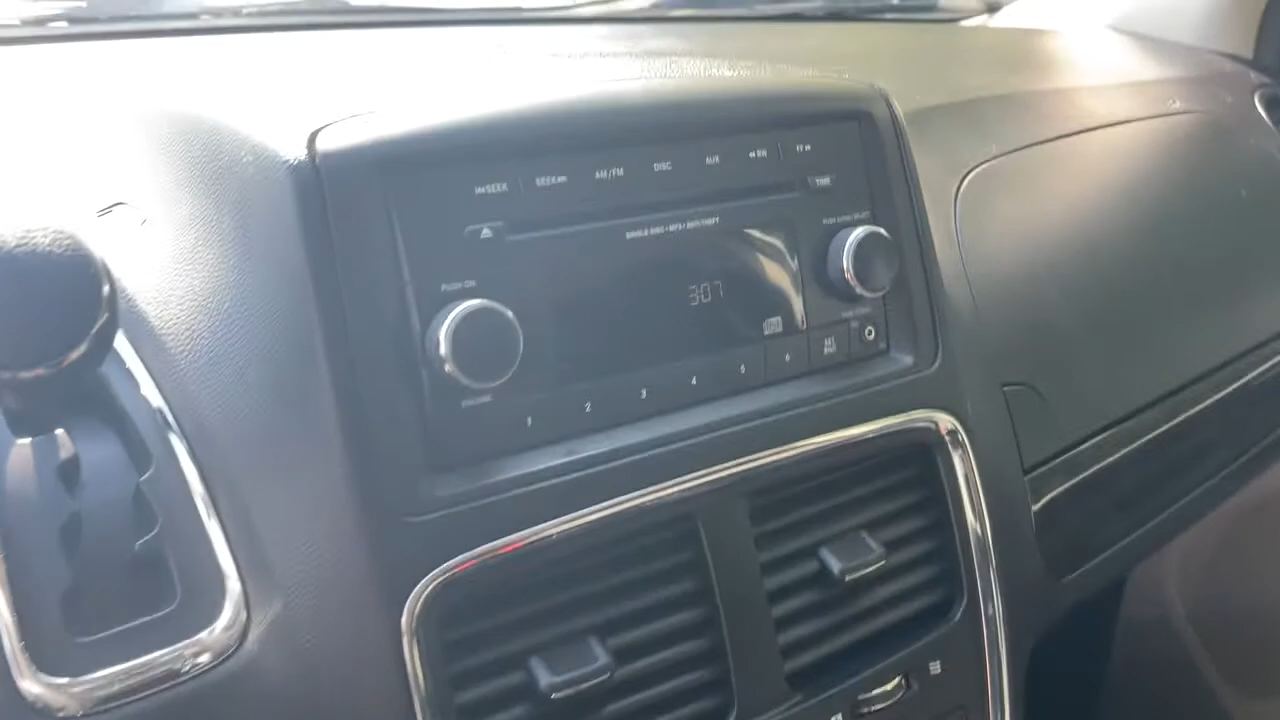 ⏮SEEK SEEK⏭ AM/FM DISC AUX ◀◀RW FF▶▶
TIME
SINGLE DISC • MP3 / ANTI-THEFT
PUSH-ON
307
1 2 3 4 5 6